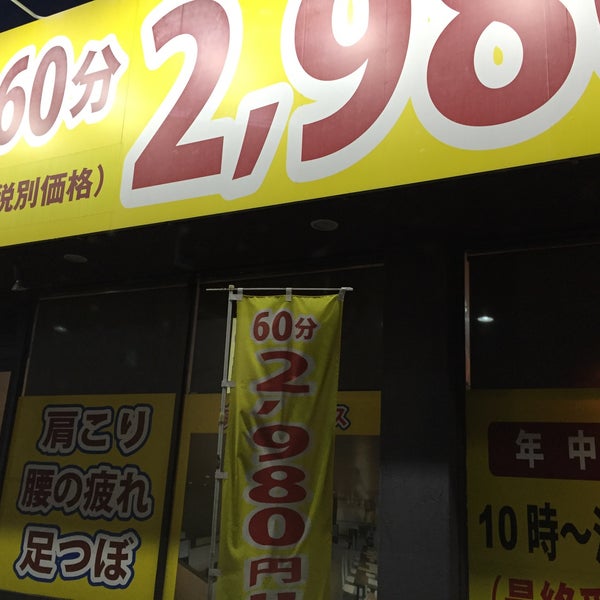 60分 2,98
税別価格)
60分
2,980円
肩こり
腰の疲れ
足つぼ
ス
年中
10時～